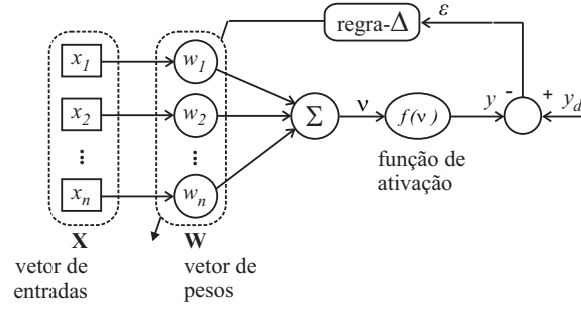 regra-Δ
ε
x1 w1
x2 w2
Σ ν f(ν) y - + yd
... ...
função de
ativação
xn wn
X W
vetor de vetor de
entradas pesos